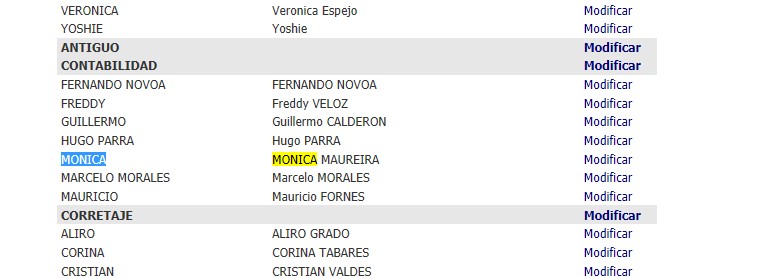 VERONICA Veronica Espejo Modificar
YOSHIE Yoshie Modificar
ANTIGUO Modificar
CONTABILIDAD Modificar
FERNANDO NOVOA FERNANDO NOVOA Modificar
FREDDY Freddy VELOZ Modificar
GUILLERMO Guillermo CALDERON Modificar
HUGO PARRA Hugo PARRA Modificar
MONICA MONICA MAUREIRA Modificar
MARCELO MORALES Marcelo MORALES Modificar
MAURICIO Mauricio FORNES Modificar
CORRETAJE Modificar
ALIRO ALIRO GRADO Modificar
CORINA CORINA TABARES Modificar
CRISTIAN CRISTIAN VALDES Modificar